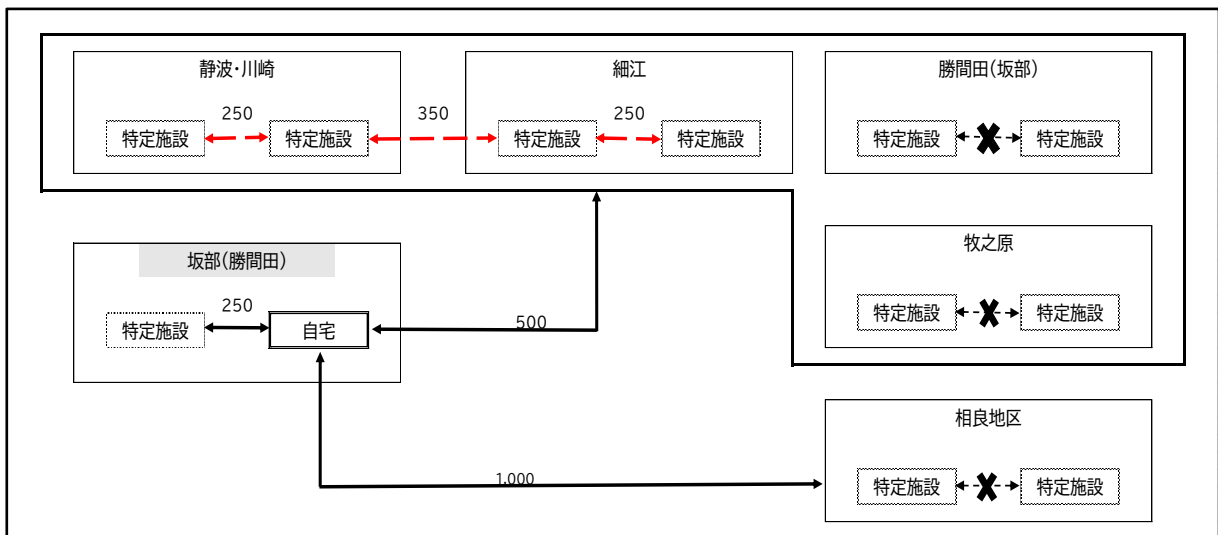 静波・川崎
細江
勝間田(坂部)
250
350
250
特定施設
特定施設
特定施設
特定施設
特定施設
特定施設
牧之原
坂部(勝間田)
250
特定施設
自宅
500
特定施設
特定施設
相良地区
1,000
特定施設
特定施設